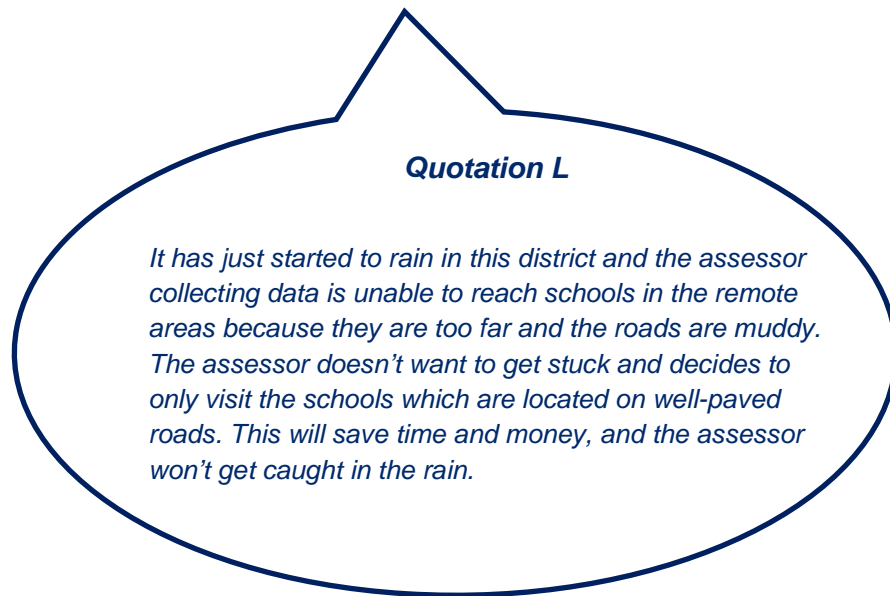 Quotation L
It has just started to rain in this district and the assessor
collecting data is unable to reach schools in the remote
areas because they are too far and the roads are muddy.
The assessor doesn’t want to get stuck and decides to
only visit the schools which are located on well-paved
roads. This will save time and money, and the assessor
won’t get caught in the rain.